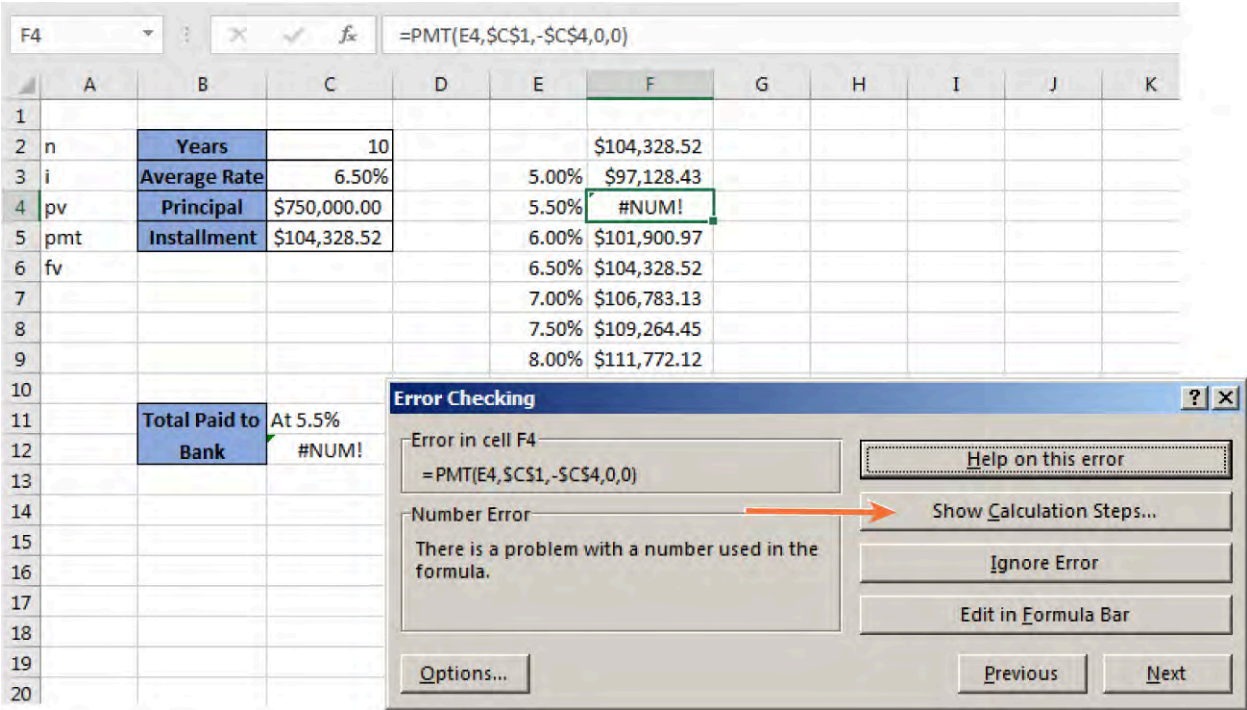 F4 fx =PMT(E4,$C$1,-$C$4,0,0)
A B C D E F G H I J K
1
2 n Years 10 $104,328.52
3 i Average Rate 6.50% 5.00% $97,128.43
4 pv Principal $750,000.00 5.50% #NUM!
5 pmt Installment $104,328.52 6.00% $101,900.97
6 fv 6.50% $104,328.52
7 7.00% $106,783.13
8 7.50% $109,264.45
9 8.00% $111,772.12
10
11 Total Paid to At 5.5%
12 Bank #NUM!
13
14
15
16
17
18
19
20
Error Checking ? X
Error in cell F4
=PMT(E4,$C$1,-$C$4,0,0)
Number Error
There is a problem with a number used in the
formula.
Help on this error
Show Calculation Steps...
Ignore Error
Edit in Formula Bar
Options... Previous Next